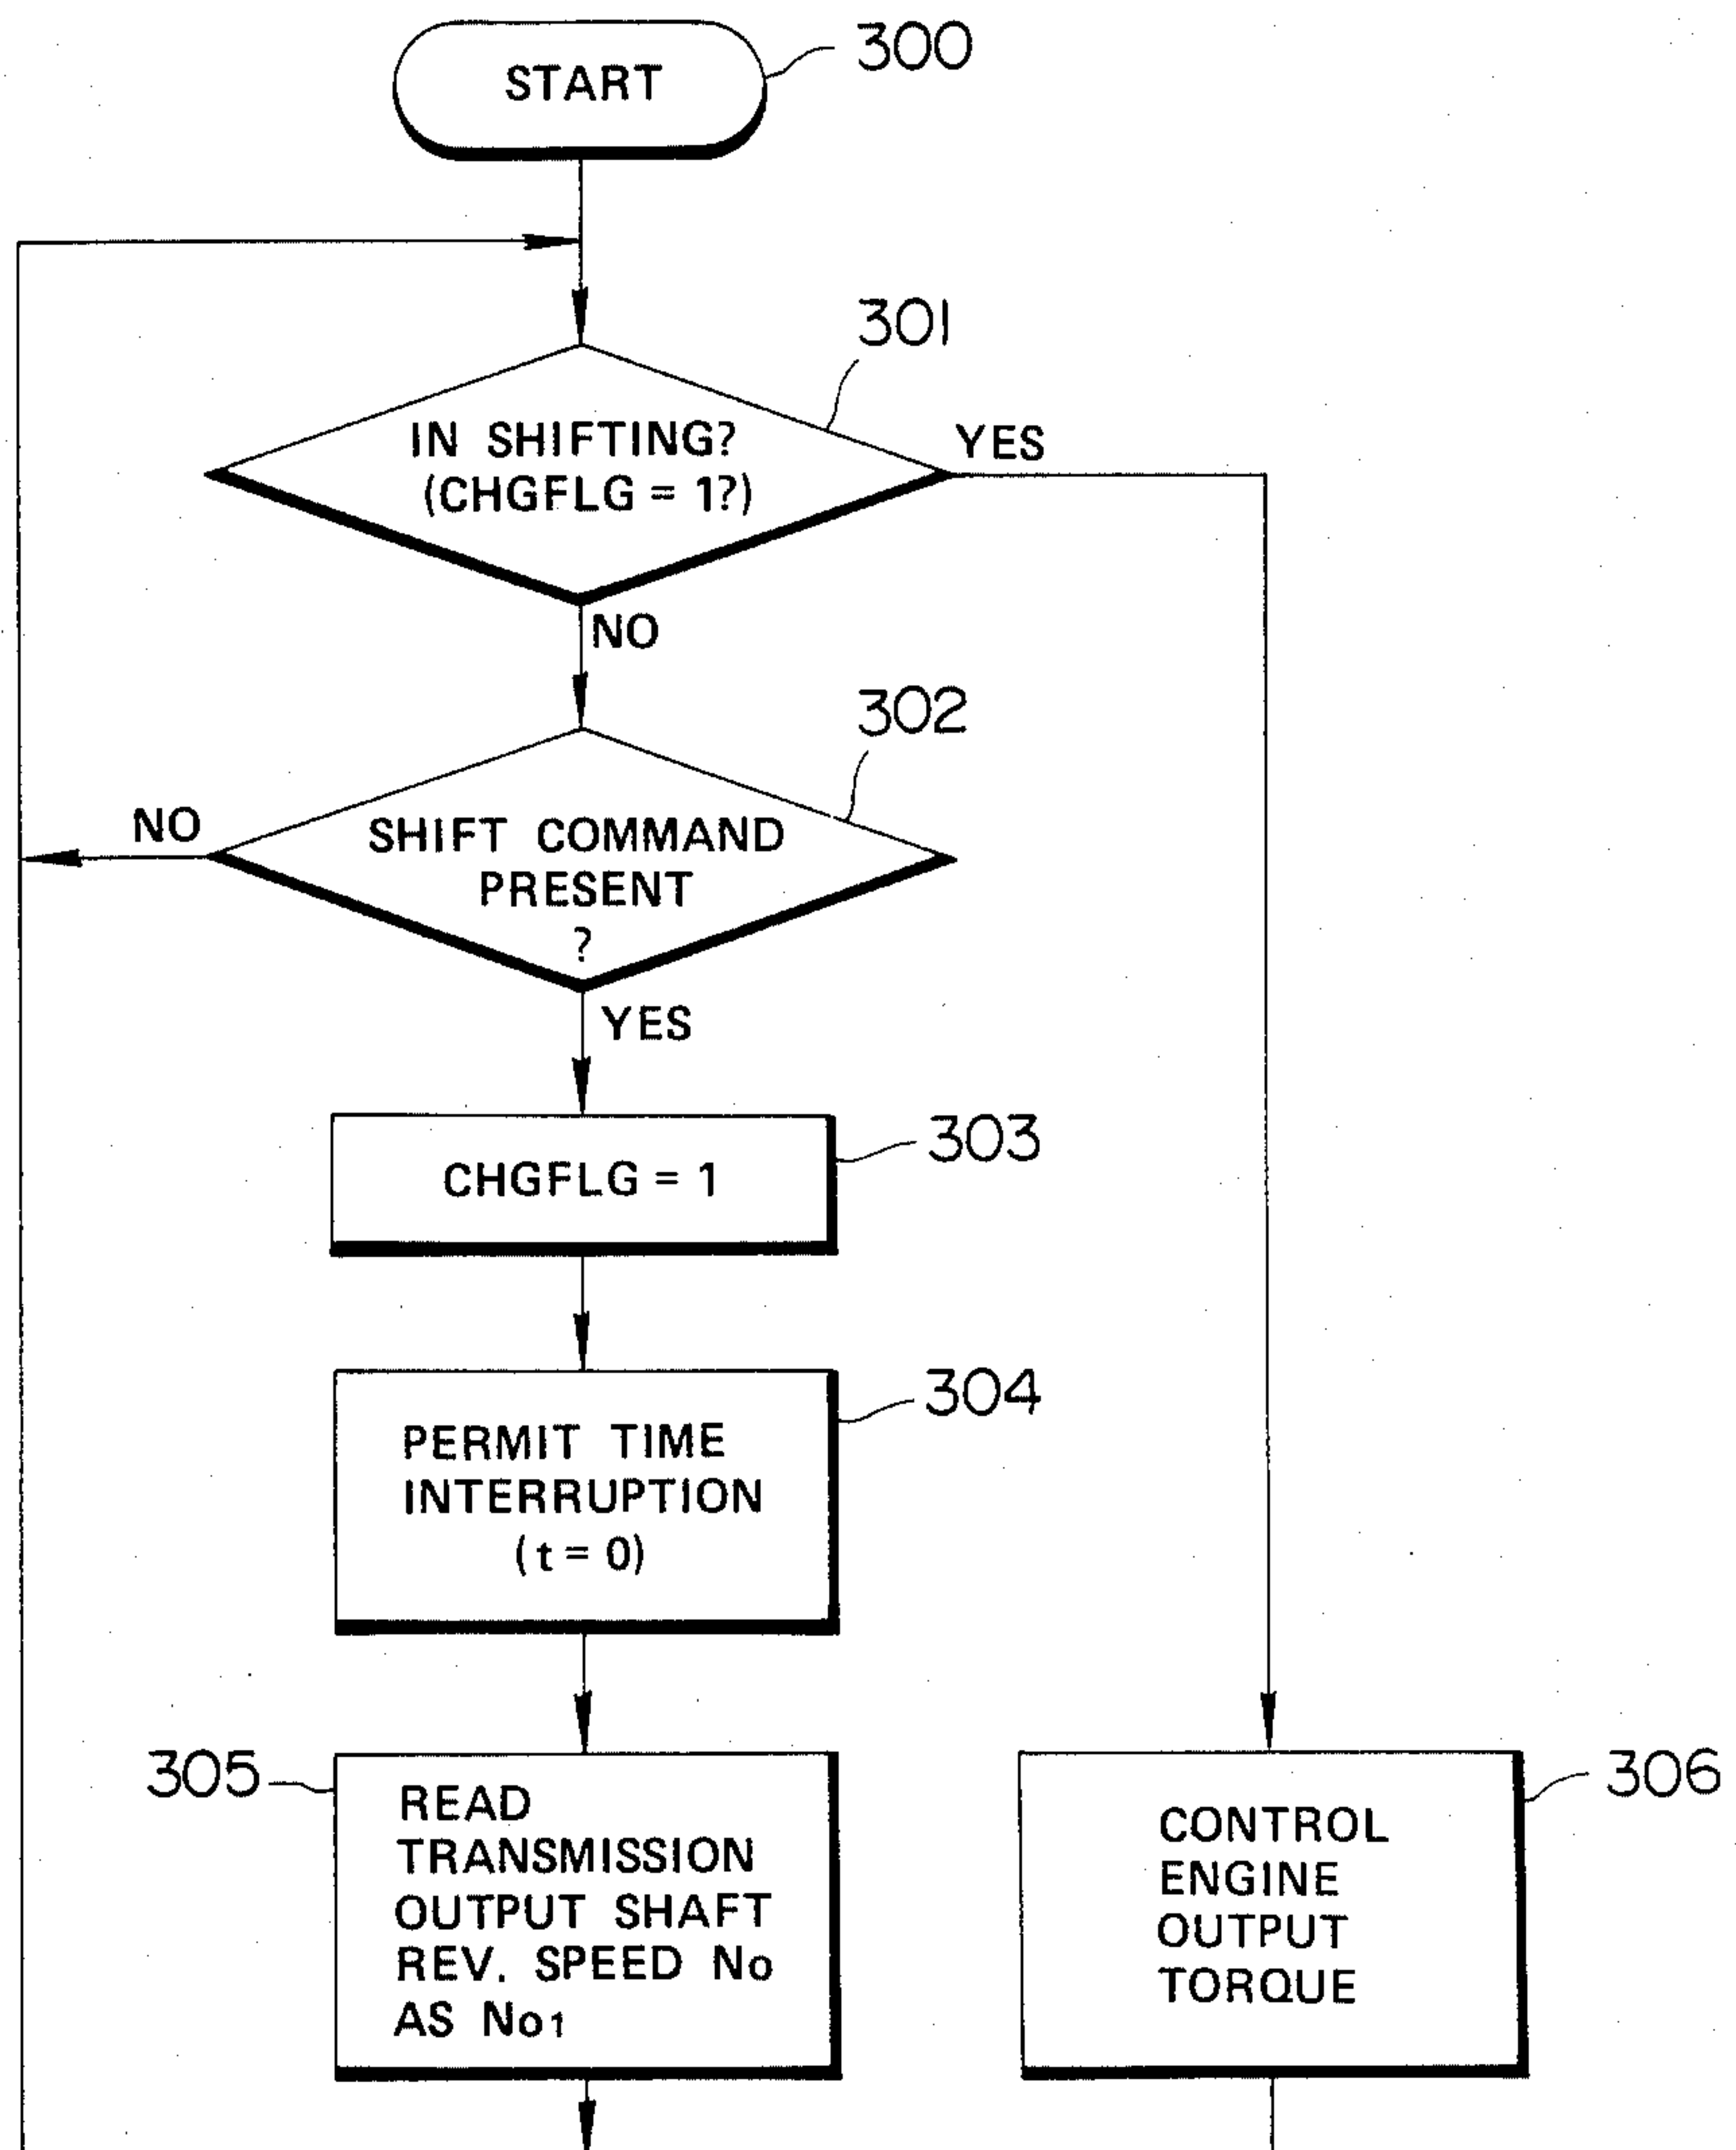 START
300
301
IN SHIFTING?
(CHGFLG = 1?)
YES
NO
302
NO
SHIFT COMMAND
PRESENT
?
YES
303
CHGFLG = 1
304
PERMIT TIME
INTERRUPTION
(t = 0)
305
READ
TRANSMISSION
OUTPUT SHAFT
REV. SPEED No
AS No1
306
CONTROL
ENGINE
OUTPUT
TORQUE